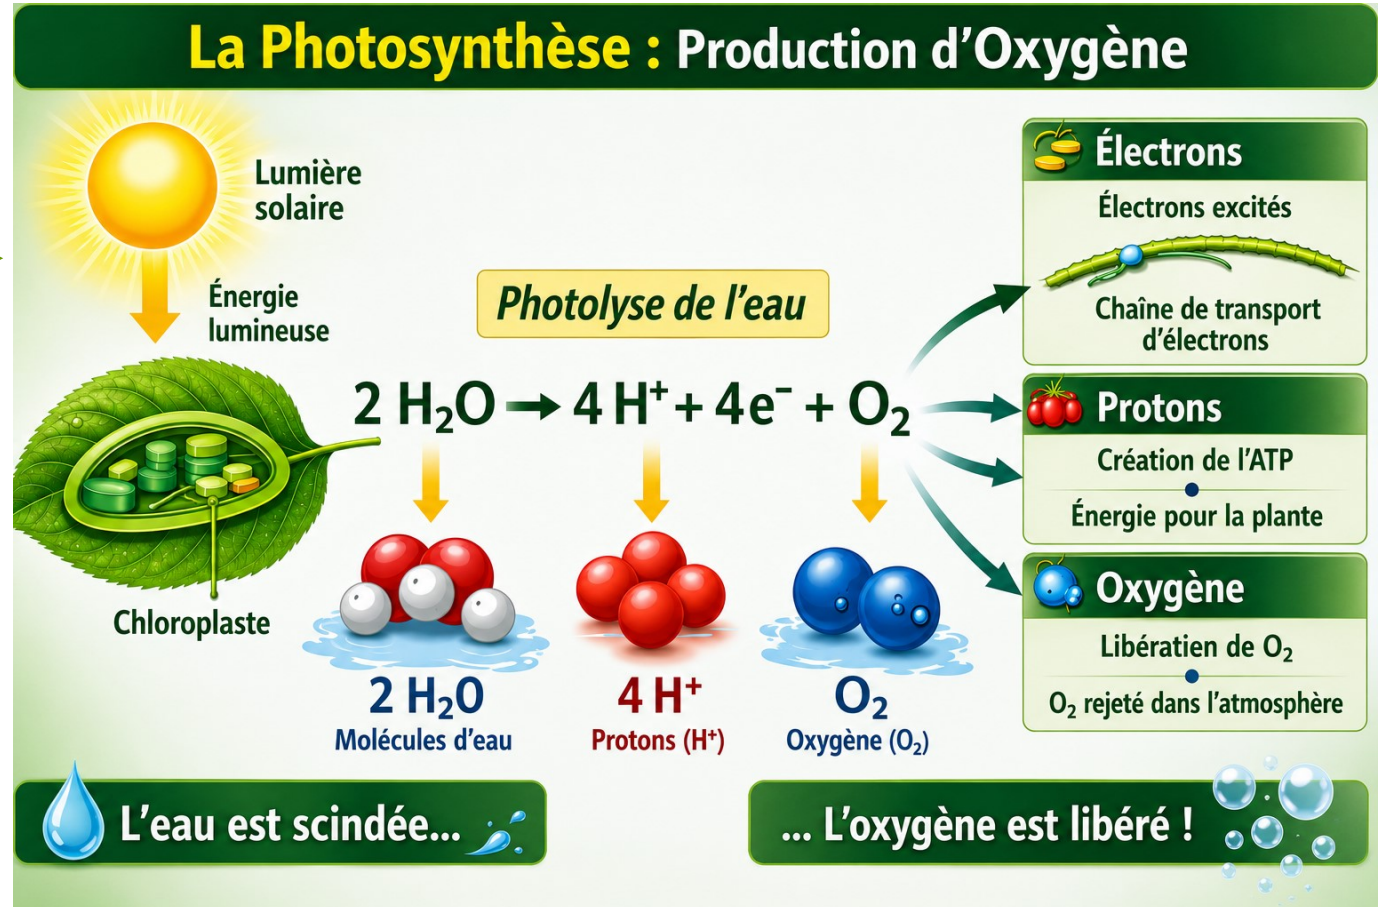 La Photosynthèse : Production d'Oxygène
Lumière
solaire
Énergie
lumineuse
Chloroplaste
Photolyse de l'eau
2 H₂O → 4 H⁺ + 4e⁻ + O₂
2 H₂O
Molécules d'eau
4 H⁺
Protons (H⁺)
O₂
Oxygène (O₂)
Électrons
Électrons excités
Chaîne de transport
d'électrons
Protons
Création de l'ATP
Énergie pour la plante
Oxygène
Libératien de O₂
O₂ rejeté dans l'atmosphère
L'eau est scindée...
... L'oxygène est libéré !